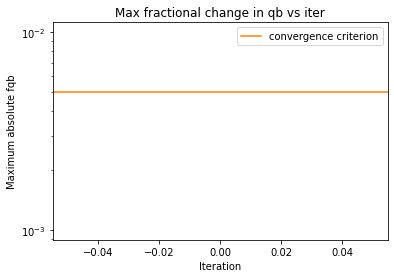 Max fractional change in qb vs iter
convergence criterion
Maximum absolute fqb
10⁻²
10⁻³
−0.04 −0.02 0.00 0.02 0.04
Iteration